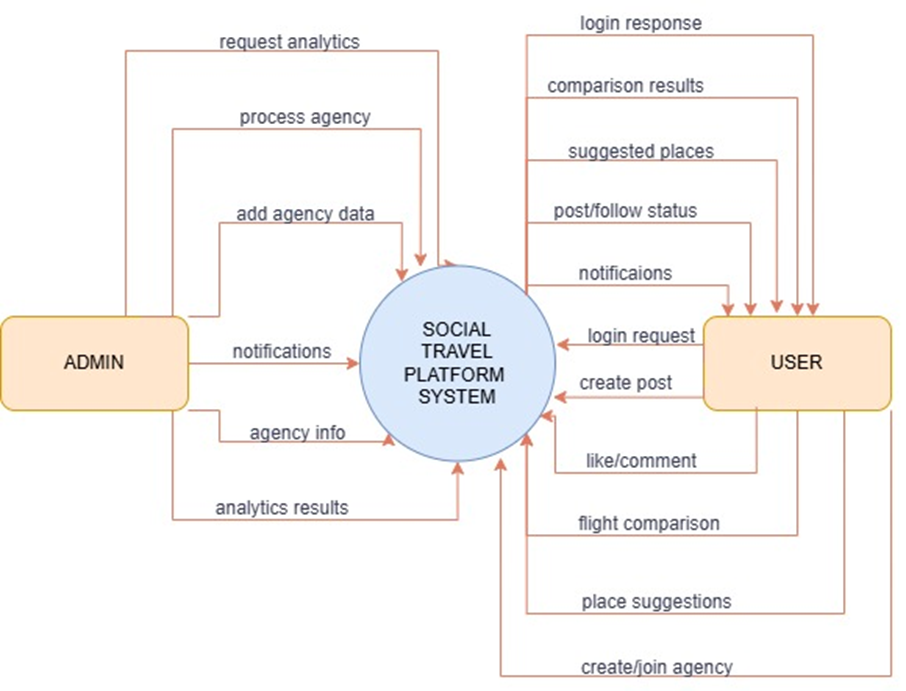 login response
request analytics
comparison results
process agency
suggested places
add agency data
post/follow status
notificaions
SOCIAL
TRAVEL
PLATFORM
SYSTEM
login request
notifications
ADMIN
USER
create post
agency info
like/comment
analytics results
flight comparison
place suggestions
create/join agency